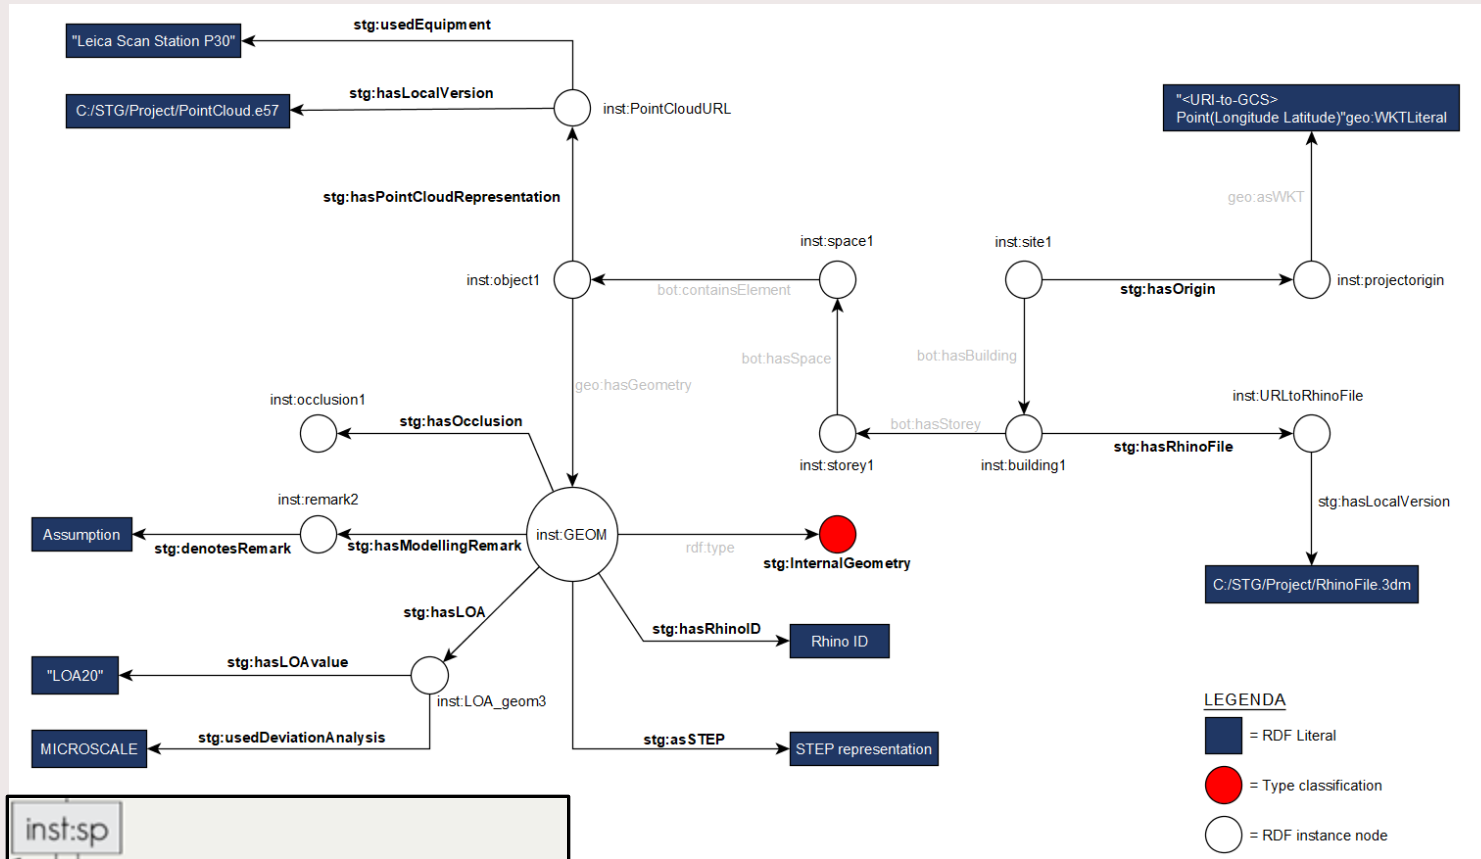 stg:usedEquipment
"Leica Scan Station P30"
stg:hasLocalVersion
C:/STG/Project/PointCloud.e57
inst:PointCloudURL
"<URI-to-GCS>
Point(Longitude Latitude)"geo:WKTLiteral
stg:hasPointCloudRepresentation
geo:asWKT
inst:space1
inst:site1
inst:object1
bot:containsElement
stg:hasOrigin
inst:projectorigin
bot:hasSpace
bot:hasBuilding
geo:hasGeometry
inst:occlusion1
inst:URLtoRhinoFile
stg:hasOcclusion
bot:hasStorey
stg:hasRhinoFile
inst:storey1
inst:building1
inst:remark2
stg:hasLocalVersion
Assumption
stg:denotesRemark
stg:hasModellingRemark
inst:GEOM
rdf:type
stg:InternalGeometry
C:/STG/Project/RhinoFile.3dm
stg:hasLOA
stg:hasRhinoID
Rhino ID
stg:hasLOAvalue
"LOA20"
inst:LOA_geom3
stg:usedDeviationAnalysis
MICROSCALE
stg:asSTEP
STEP representation
LEGENDA
= RDF Literal
= Type classification
= RDF instance node
inst:sp